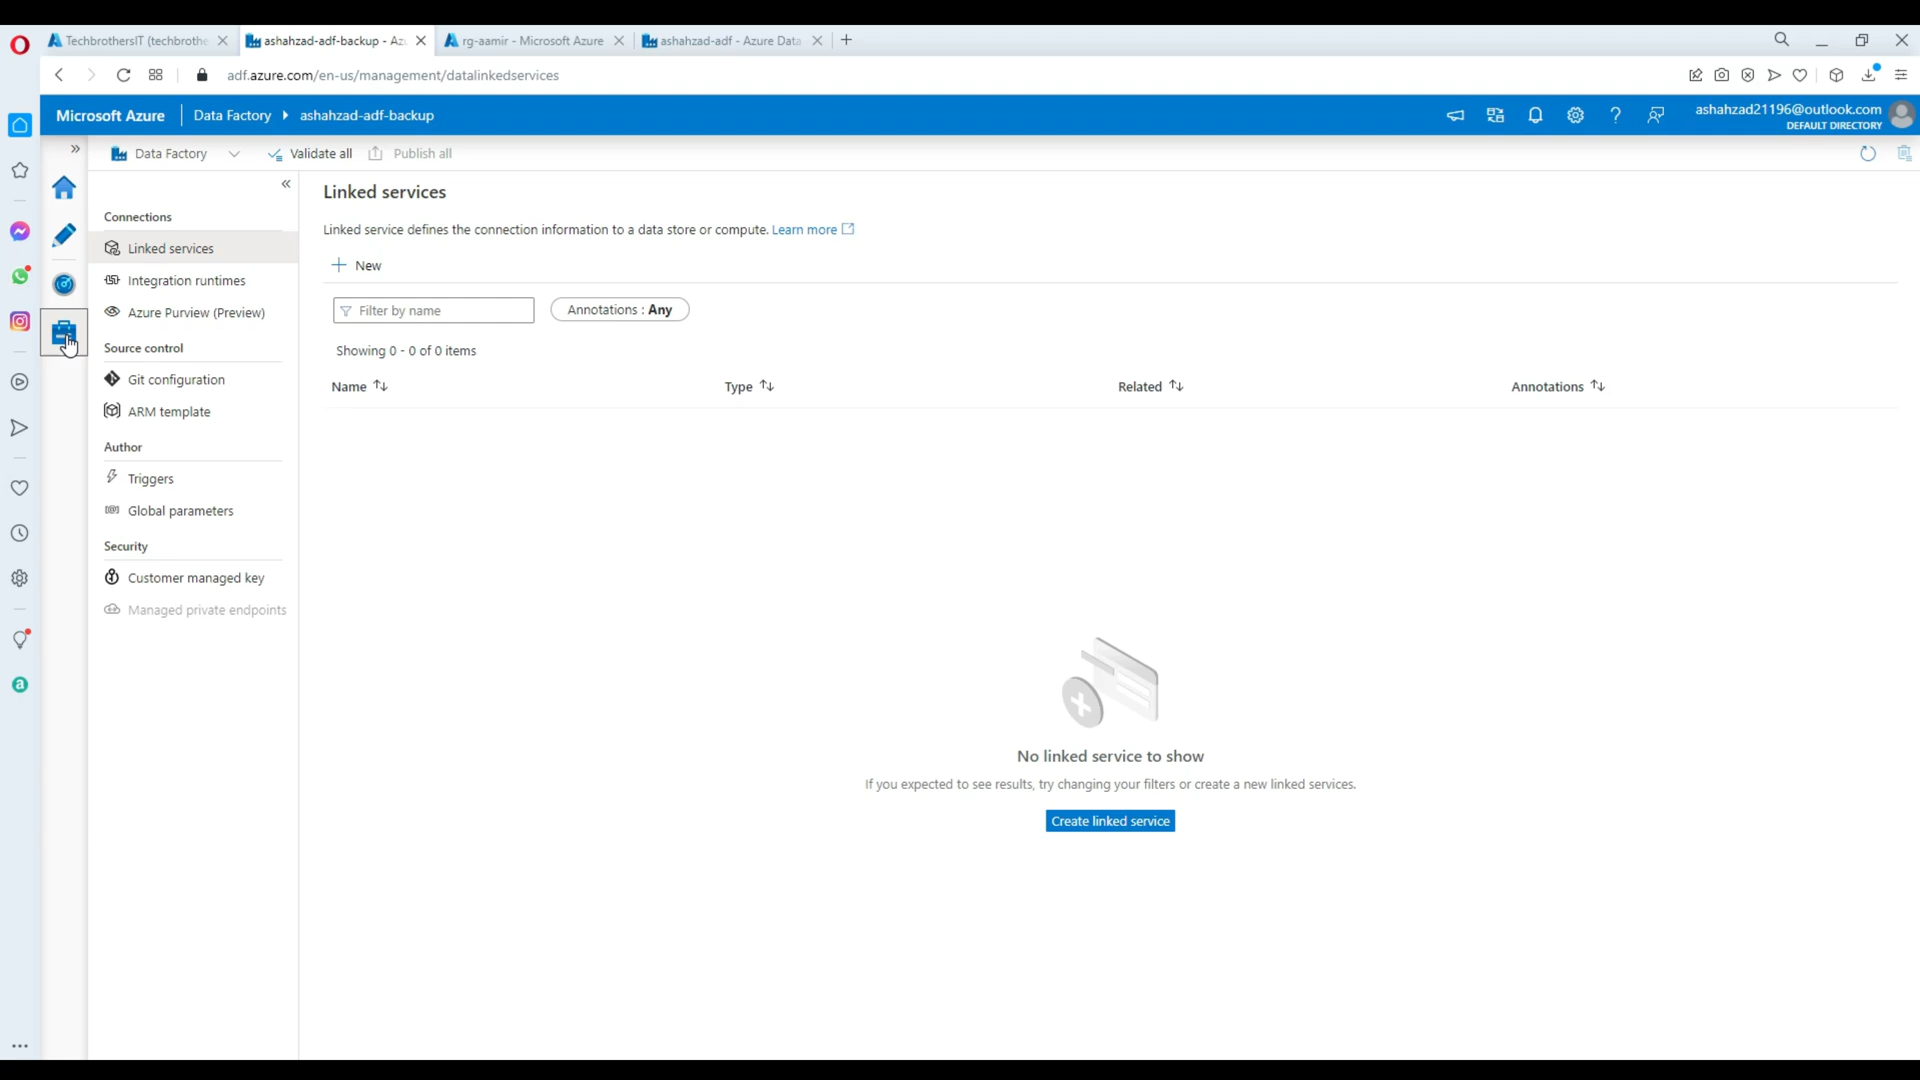 TechbrothersIT (techbrothe
ashahzad-adf-backup - Az
rg-aamir - Microsoft Azure
ashahzad-adf - Azure Data
adf.azure.com/en-us/management/datalinkedservices
Microsoft Azure
Data Factory
ashahzad-adf-backup
ashahzad21196@outlook.com
DEFAULT DIRECTORY
Data Factory
Validate all
Publish all
Connections
Linked services
Integration runtimes
Azure Purview (Preview)
Source control
Git configuration
ARM template
Author
Triggers
Global parameters
Security
Customer managed key
Managed private endpoints
Linked services
Linked service defines the connection information to a data store or compute. Learn more
New
Filter by name
Annotations : Any
Showing 0 - 0 of 0 items
Name
Type
Related
Annotations
No linked service to show
If you expected to see results, try changing your filters or create a new linked services.
Create linked service